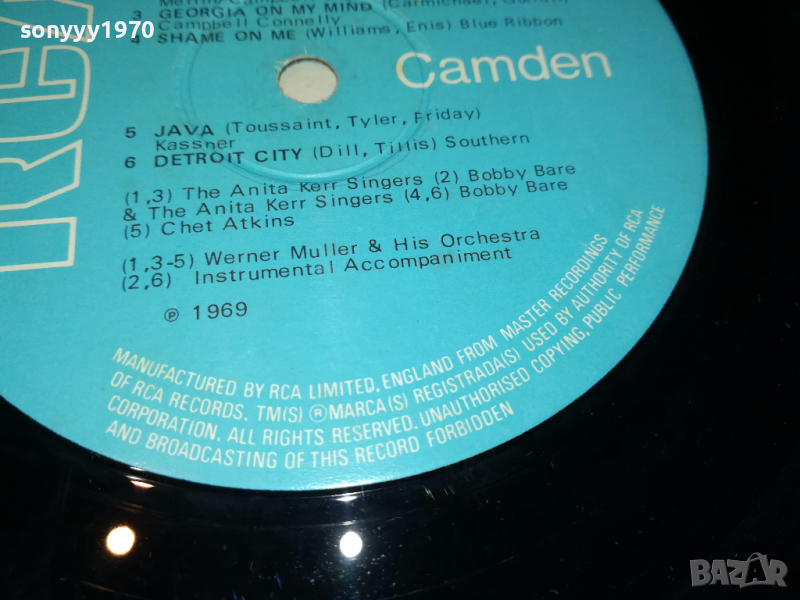 sonyyy1970
RCA
3 GEORGIA ON MY MIND (Carmichael,
Campbell Connelly
4 SHAME ON ME (Williams, Enis) Blue Ribbon
Camden
5 JAVA (Toussaint, Tyler, Friday)
Kassner
6 DETROIT CITY (Dill, Tillis) Southern
(1,3) The Anita Kerr Singers (2) Bobby Bare
& The Anita Kerr Singers (4,6) Bobby Bare
(5) Chet Atkins
(1,3-5) Werner Muller & His Orchestra
(2,6) Instrumental Accompaniment
℗ 1969
MANUFACTURED BY RCA LIMITED, ENGLAND FROM MASTER RECORDINGS
OF RCA RECORDS. TM(S) ® MARCA(S) REGISTRADA(S) USED BY AUTHORITY OF RCA
CORPORATION. ALL RIGHTS RESERVED. UNAUTHORISED COPYING, PUBLIC PERFORMANCE
AND BROADCASTING OF THIS RECORD FORBIDDEN
BAZAR